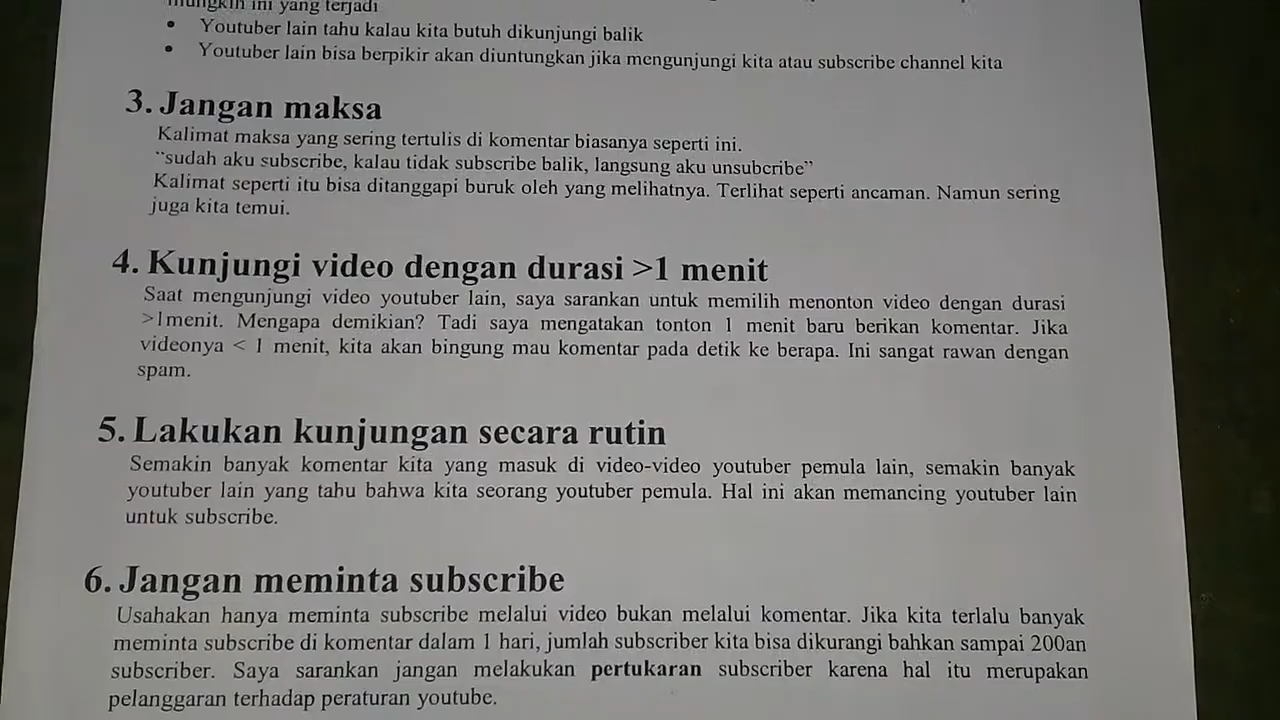 mungkin ini yang terjadi
• Youtuber lain tahu kalau kita butuh dikunjungi balik
• Youtuber lain bisa berpikir akan diuntungkan jika mengunjungi kita atau subscribe channel kita
3. Jangan maksa
Kalimat maksa yang sering tertulis di komentar biasanya seperti ini.
"sudah aku subscribe, kalau tidak subscribe balik, langsung aku unsubcribe"
Kalimat seperti itu bisa ditanggapi buruk oleh yang melihatnya. Terlihat seperti ancaman. Namun sering
juga kita temui.
4. Kunjungi video dengan durasi >1 menit
Saat mengunjungi video youtuber lain, saya sarankan untuk memilih menonton video dengan durasi
>1menit. Mengapa demikian? Tadi saya mengatakan tonton 1 menit baru berikan komentar. Jika
videonya < 1 menit, kita akan bingung mau komentar pada detik ke berapa. Ini sangat rawan dengan
spam.
5. Lakukan kunjungan secara rutin
Semakin banyak komentar kita yang masuk di video-video youtuber pemula lain, semakin banyak
youtuber lain yang tahu bahwa kita seorang youtuber pemula. Hal ini akan memancing youtuber lain
untuk subscribe.
6. Jangan meminta subscribe
Usahakan hanya meminta subscribe melalui video bukan melalui komentar. Jika kita terlalu banyak
meminta subscribe di komentar dalam 1 hari, jumlah subscriber kita bisa dikurangi bahkan sampai 200an
subscriber. Saya sarankan jangan melakukan pertukaran subscriber karena hal itu merupakan
pelanggaran terhadap peraturan youtube.